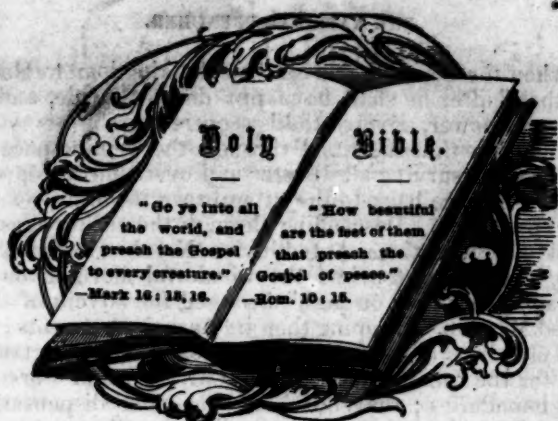 Holy
"Go ye into all
the world, and
preach the Gospel
to every creature."
—Mark 16: 15, 16.
Bible.
"How beautiful
are the feet of them
that preach the
Gospel of peace."
—Rom. 10: 15.